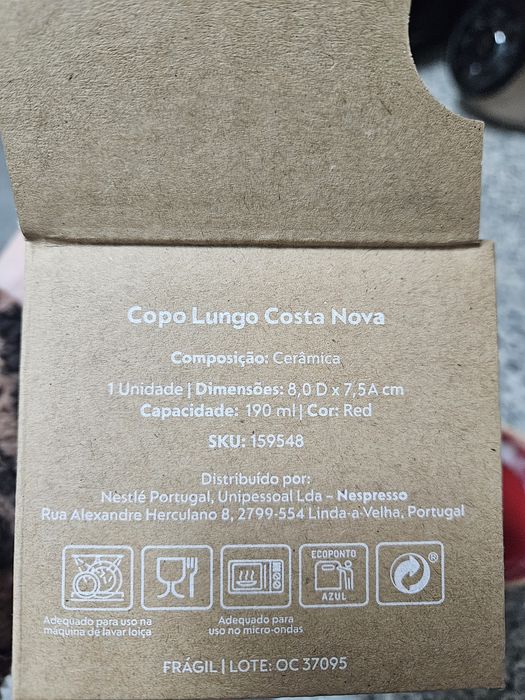 Copo Lungo Costa Nova
Composição: Cerâmica
1 Unidade | Dimensões: 8,0 D x 7,5A cm
Capacidade: 190 ml | Cor: Red
SKU: 159548
Distribuído por:
Nestlé Portugal, Unipessoal Lda – Nespresso
Rua Alexandre Herculano 8, 2799-554 Linda-a-Velha, Portugal
ECOPONTO
AZUL
®
Adequado para uso na
máquina de lavar loiça
Adequado para
uso no micro-ondas
FRÁGIL | LOTE: OC 37095